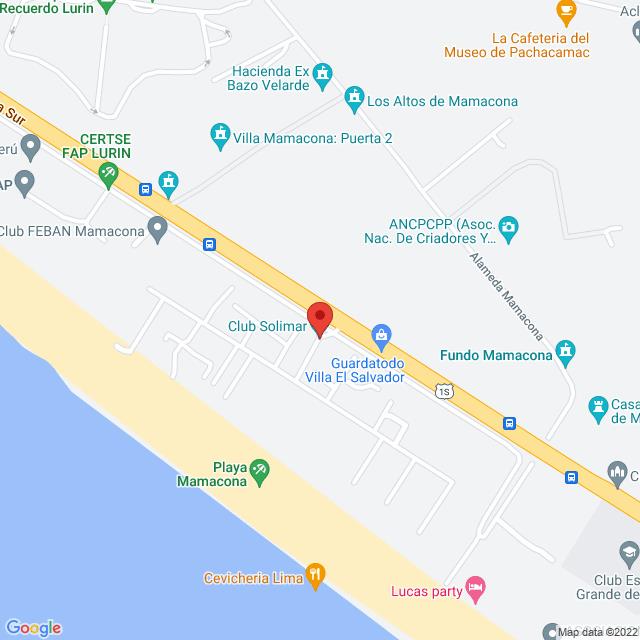 Recuerdo Lurin
Acl
La Cafeteria del
Museo de Pachacamac
Hacienda Ex
Bazo Velarde
Los Altos de Mamacona
a Sur
CERTSE
FAP LURIN
Villa Mamacona: Puerta 2
erú
AP
Club FEBAN Mamacona
ANCPCPP (Asoc.
Nac. De Criadores Y...
Alameda Mamacona
Club Solimar
Guardatodo
Villa El Salvador
Fundo Mamacona
1S
Casa
de M
Playa
Mamacona
C
Cevicheria Lima
Lucas party
Club Es
Grande de
Google
Map data ©2022